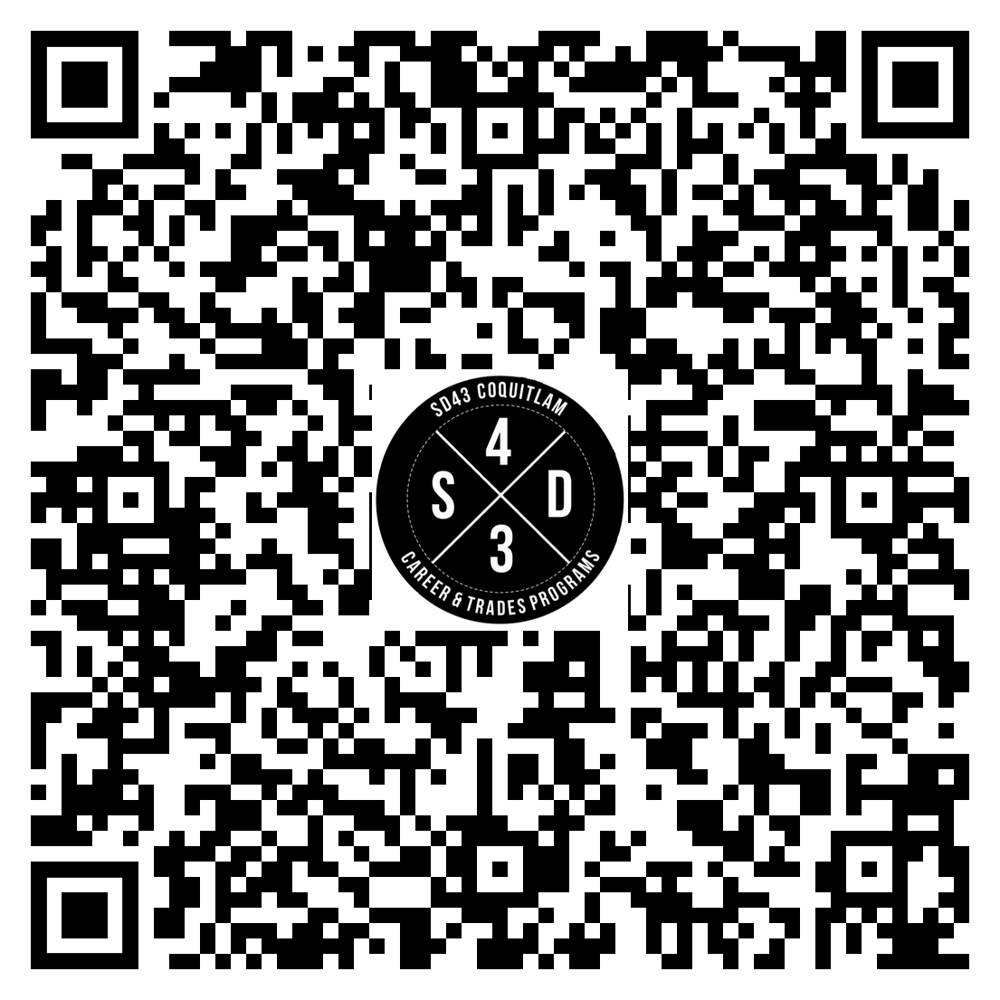 SD43 COQUITLAM
4
S D
3
CAREER & TRADES PROGRAMS